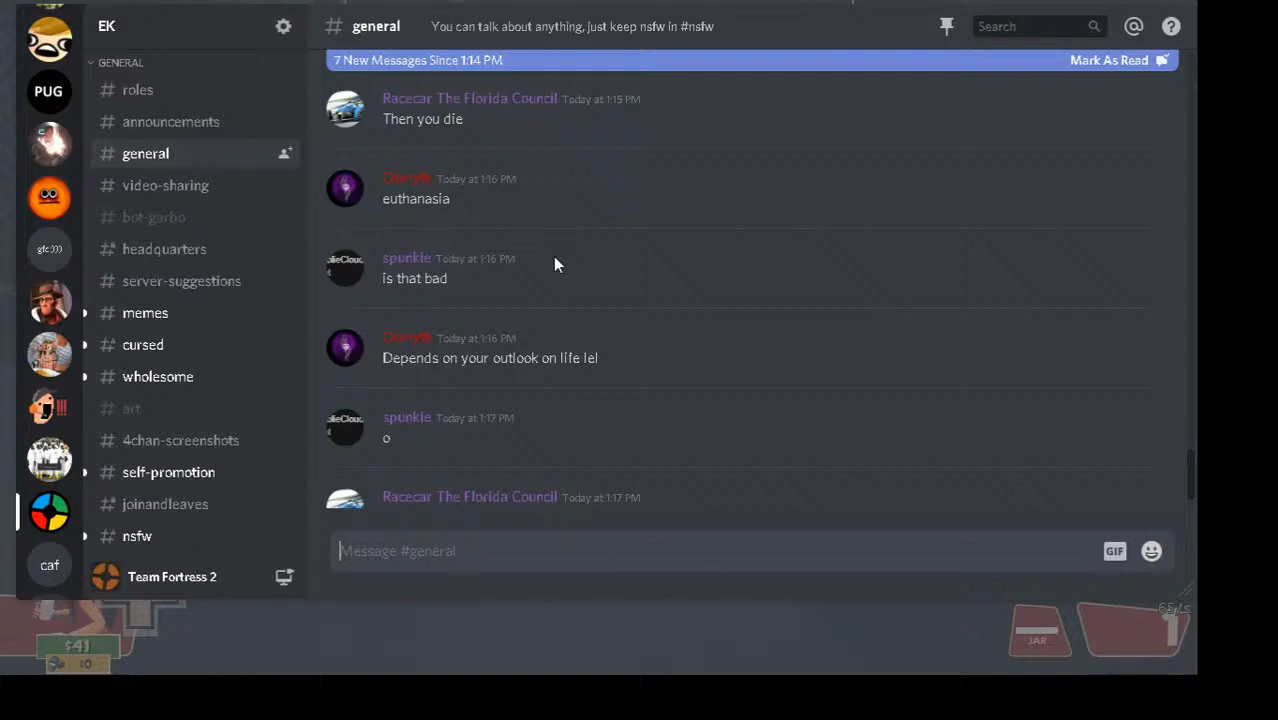 EK
# general
You can talk about anything, just keep nsfw in #nsfw
Search
7 New Messages Since 1:14 PM
Mark As Read
GENERAL
# roles
# announcements
# general
# video-sharing
# bot-garbo
# headquarters
# server-suggestions
# memes
# cursed
# wholesome
# art
# 4chan-screenshots
# self-promotion
# joinandleaves
# nsfw
PUG
gfc:)))
!!!
caf
Team Fortress 2
Racecar The Florida Council Today at 1:15 PM
Then you die
Today at 1:16 PM
euthanasia
spunkie Today at 1:16 PM
is that bad
Today at 1:16 PM
Depends on your outlook on life lel
spunkie Today at 1:17 PM
o
Racecar The Florida Council Today at 1:17 PM
Message #general
GIF
$41
$0
JAR
65/s
1